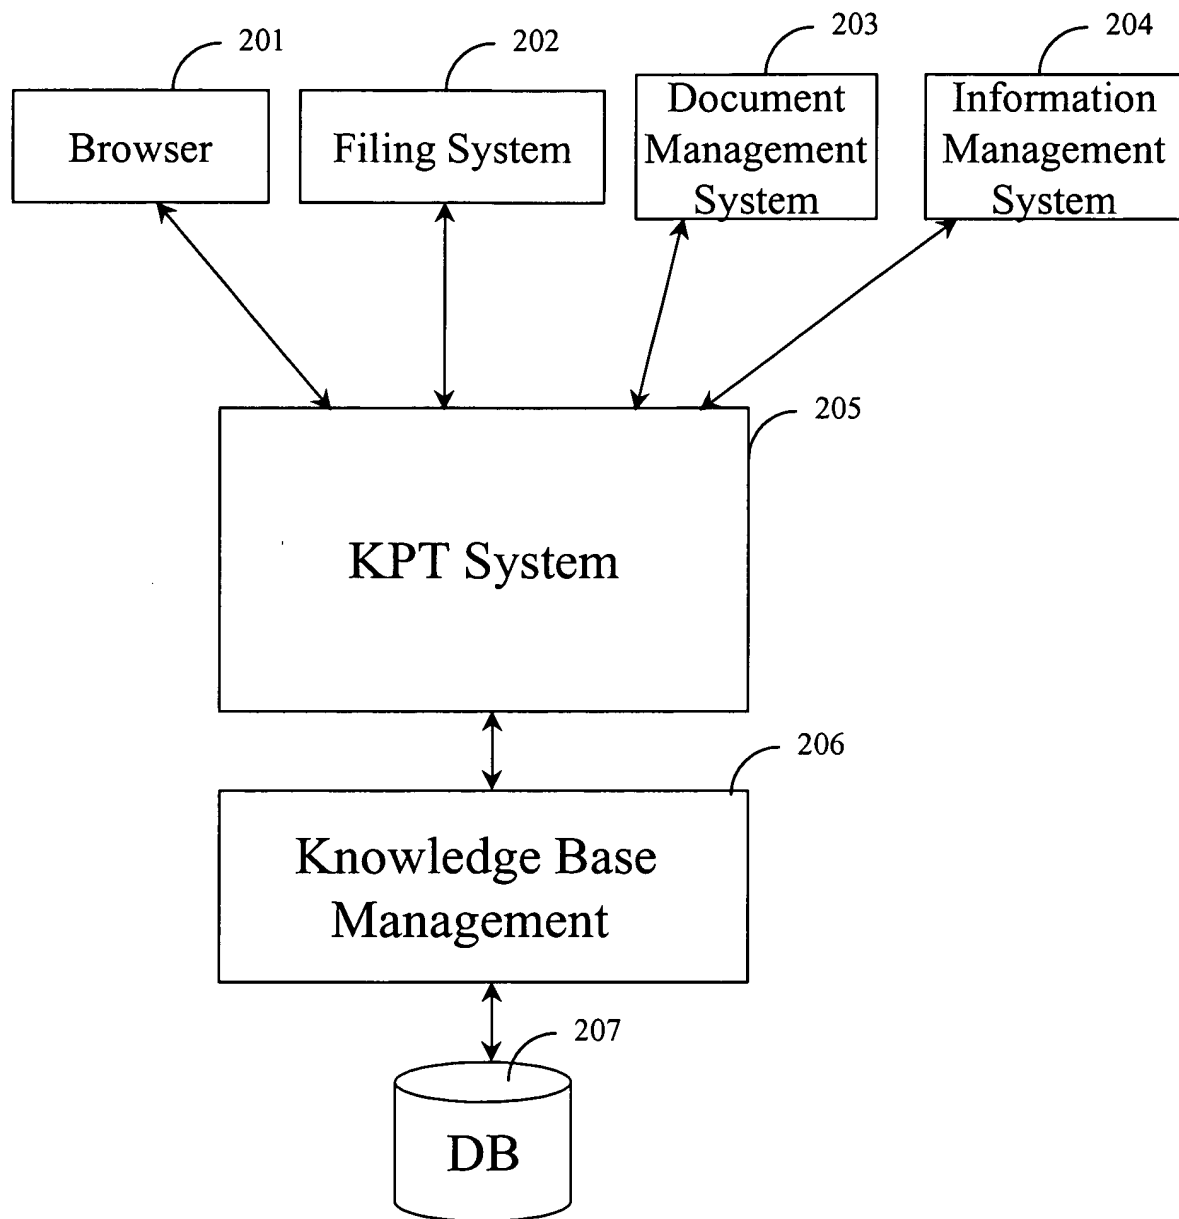 201
202
203
204
Browser
Filing System
Document
Management
System
Information
Management
System
205
KPT System
206
Knowledge Base
Management
207
DB